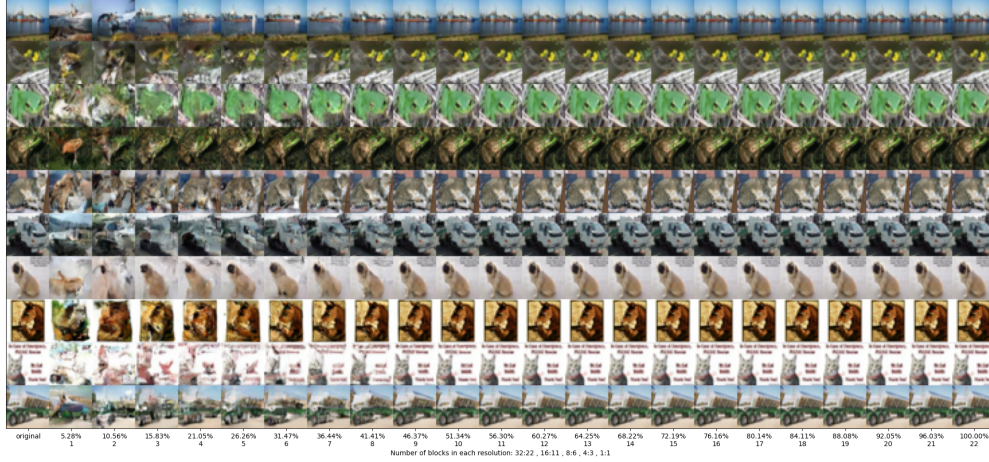 original 5.28% 10.56% 15.83% 21.05% 26.26% 31.47% 36.44% 41.41% 46.37% 51.34% 56.30% 60.27% 64.25% 68.22% 72.19% 76.16% 80.14% 84.11% 88.08% 92.05% 96.03% 100.00%
1 2 3 4 5 6 7 8 9 10 11 12 13 14 15 16 17 18 19 20 21 22
Number of blocks in each resolution: 32:22 , 16:11 , 8:6 , 4:3 , 1:1